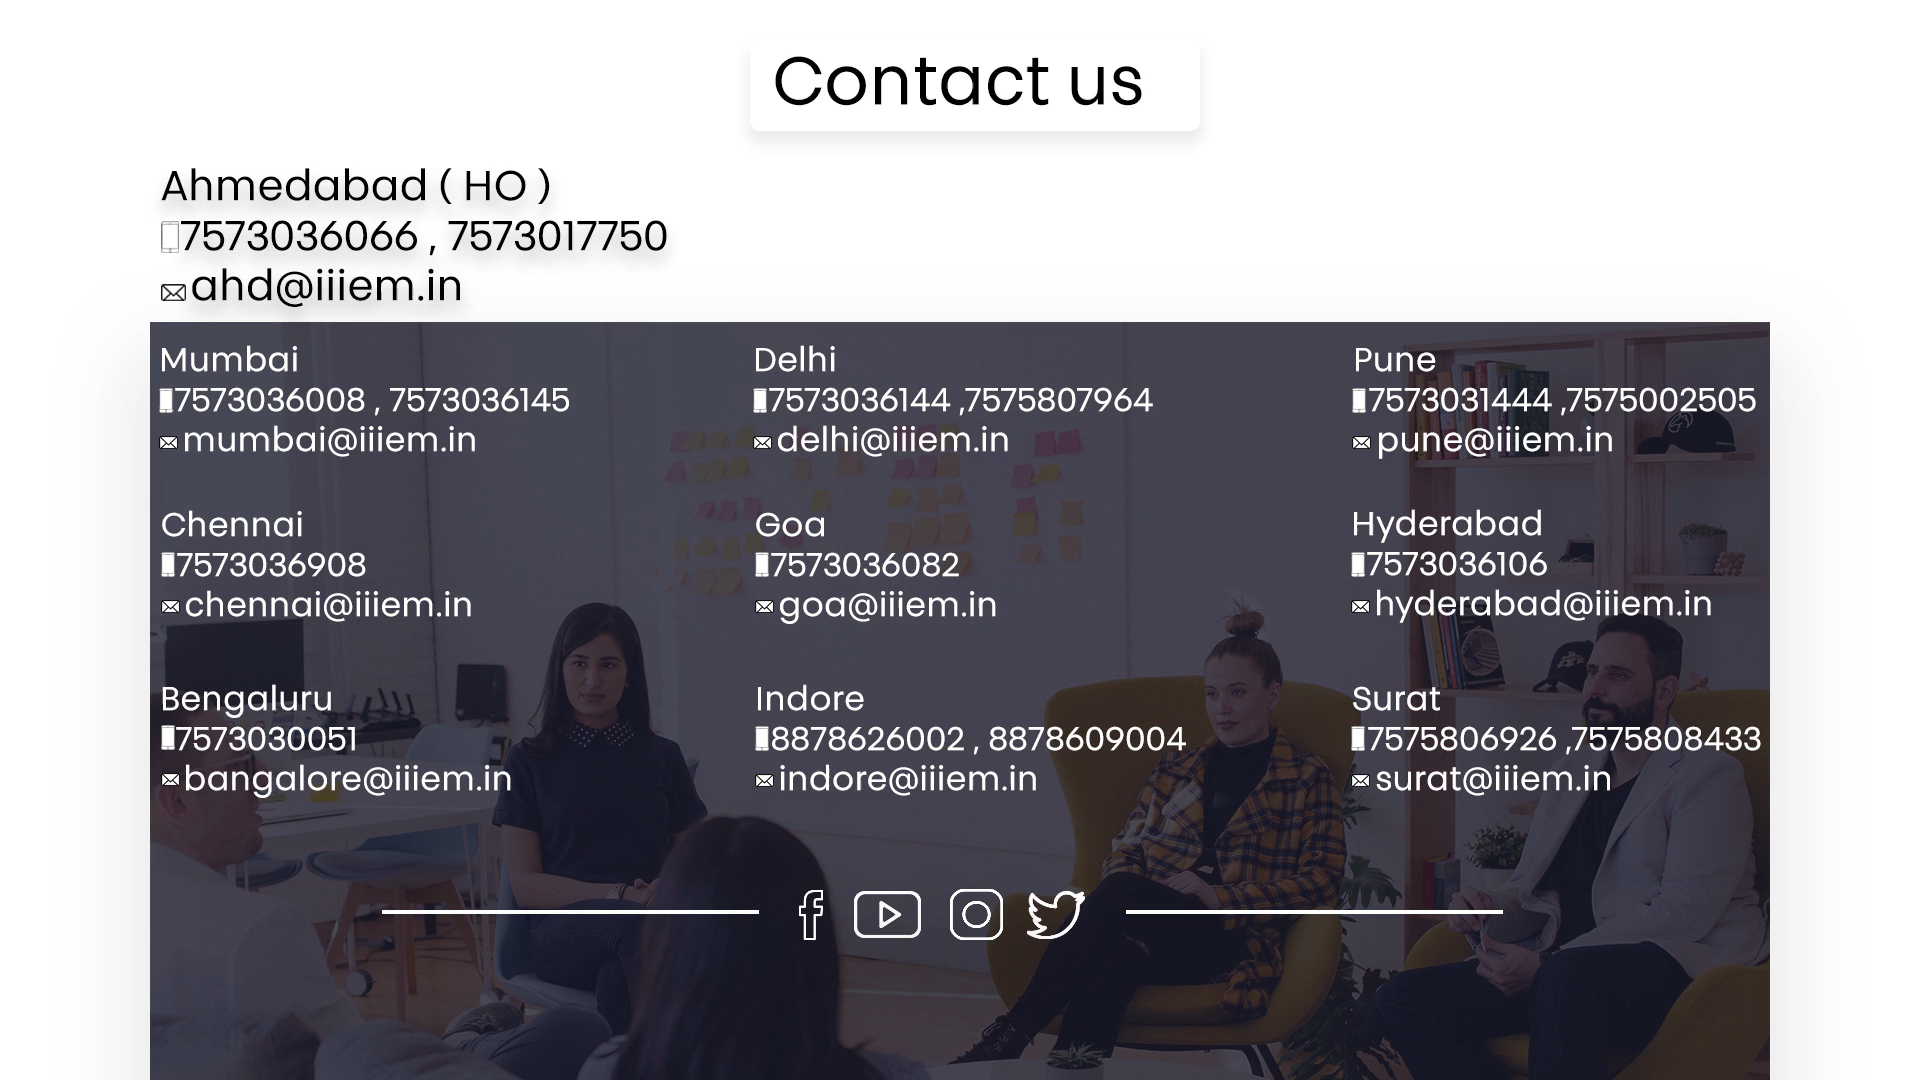 Contact us
Ahmedabad ( HO )
7573036066 , 7573017750
ahd@iiiem.in
Mumbai
7573036008 , 7573036145
mumbai@iiiem.in
Delhi
7573036144 ,7575807964
delhi@iiiem.in
Pune
7573031444 ,7575002505
pune@iiiem.in
Chennai
7573036908
chennai@iiiem.in
Goa
7573036082
goa@iiiem.in
Hyderabad
7573036106
hyderabad@iiiem.in
Bengaluru
7573030051
bangalore@iiiem.in
Indore
8878626002 , 8878609004
indore@iiiem.in
Surat
7575806926 ,7575808433
surat@iiiem.in